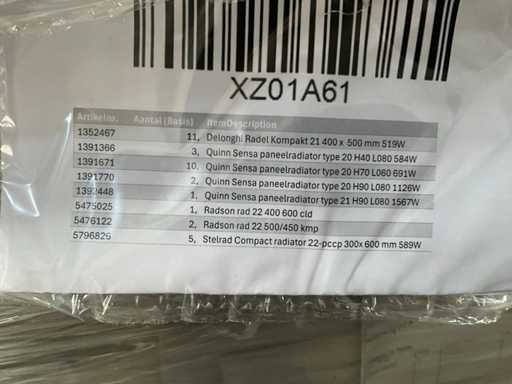 XZ01A61
Artikelnr. Aantal (Basis) ItemDescription
1352467 11, Delonghi Radel Kompakt 21 400 x 500 mm 519W
1391366 3, Quinn Sensa paneelradiator type 20 H40 L080 584W
1391671 10, Quinn Sensa paneelradiator type 20 H70 L060 691W
1391770 2, Quinn Sensa paneelradiator type 20 H90 L080 1126W
1392448 1, Quinn Sensa paneelradiator type 21 H90 L080 1567W
5475025 1, Radson rad 22 400 600 cld
5476122 2, Radson rad 22 500/450 kmp
5796826 5, Stelrad Compact radiator 22-pccp 300x 600 mm 589W